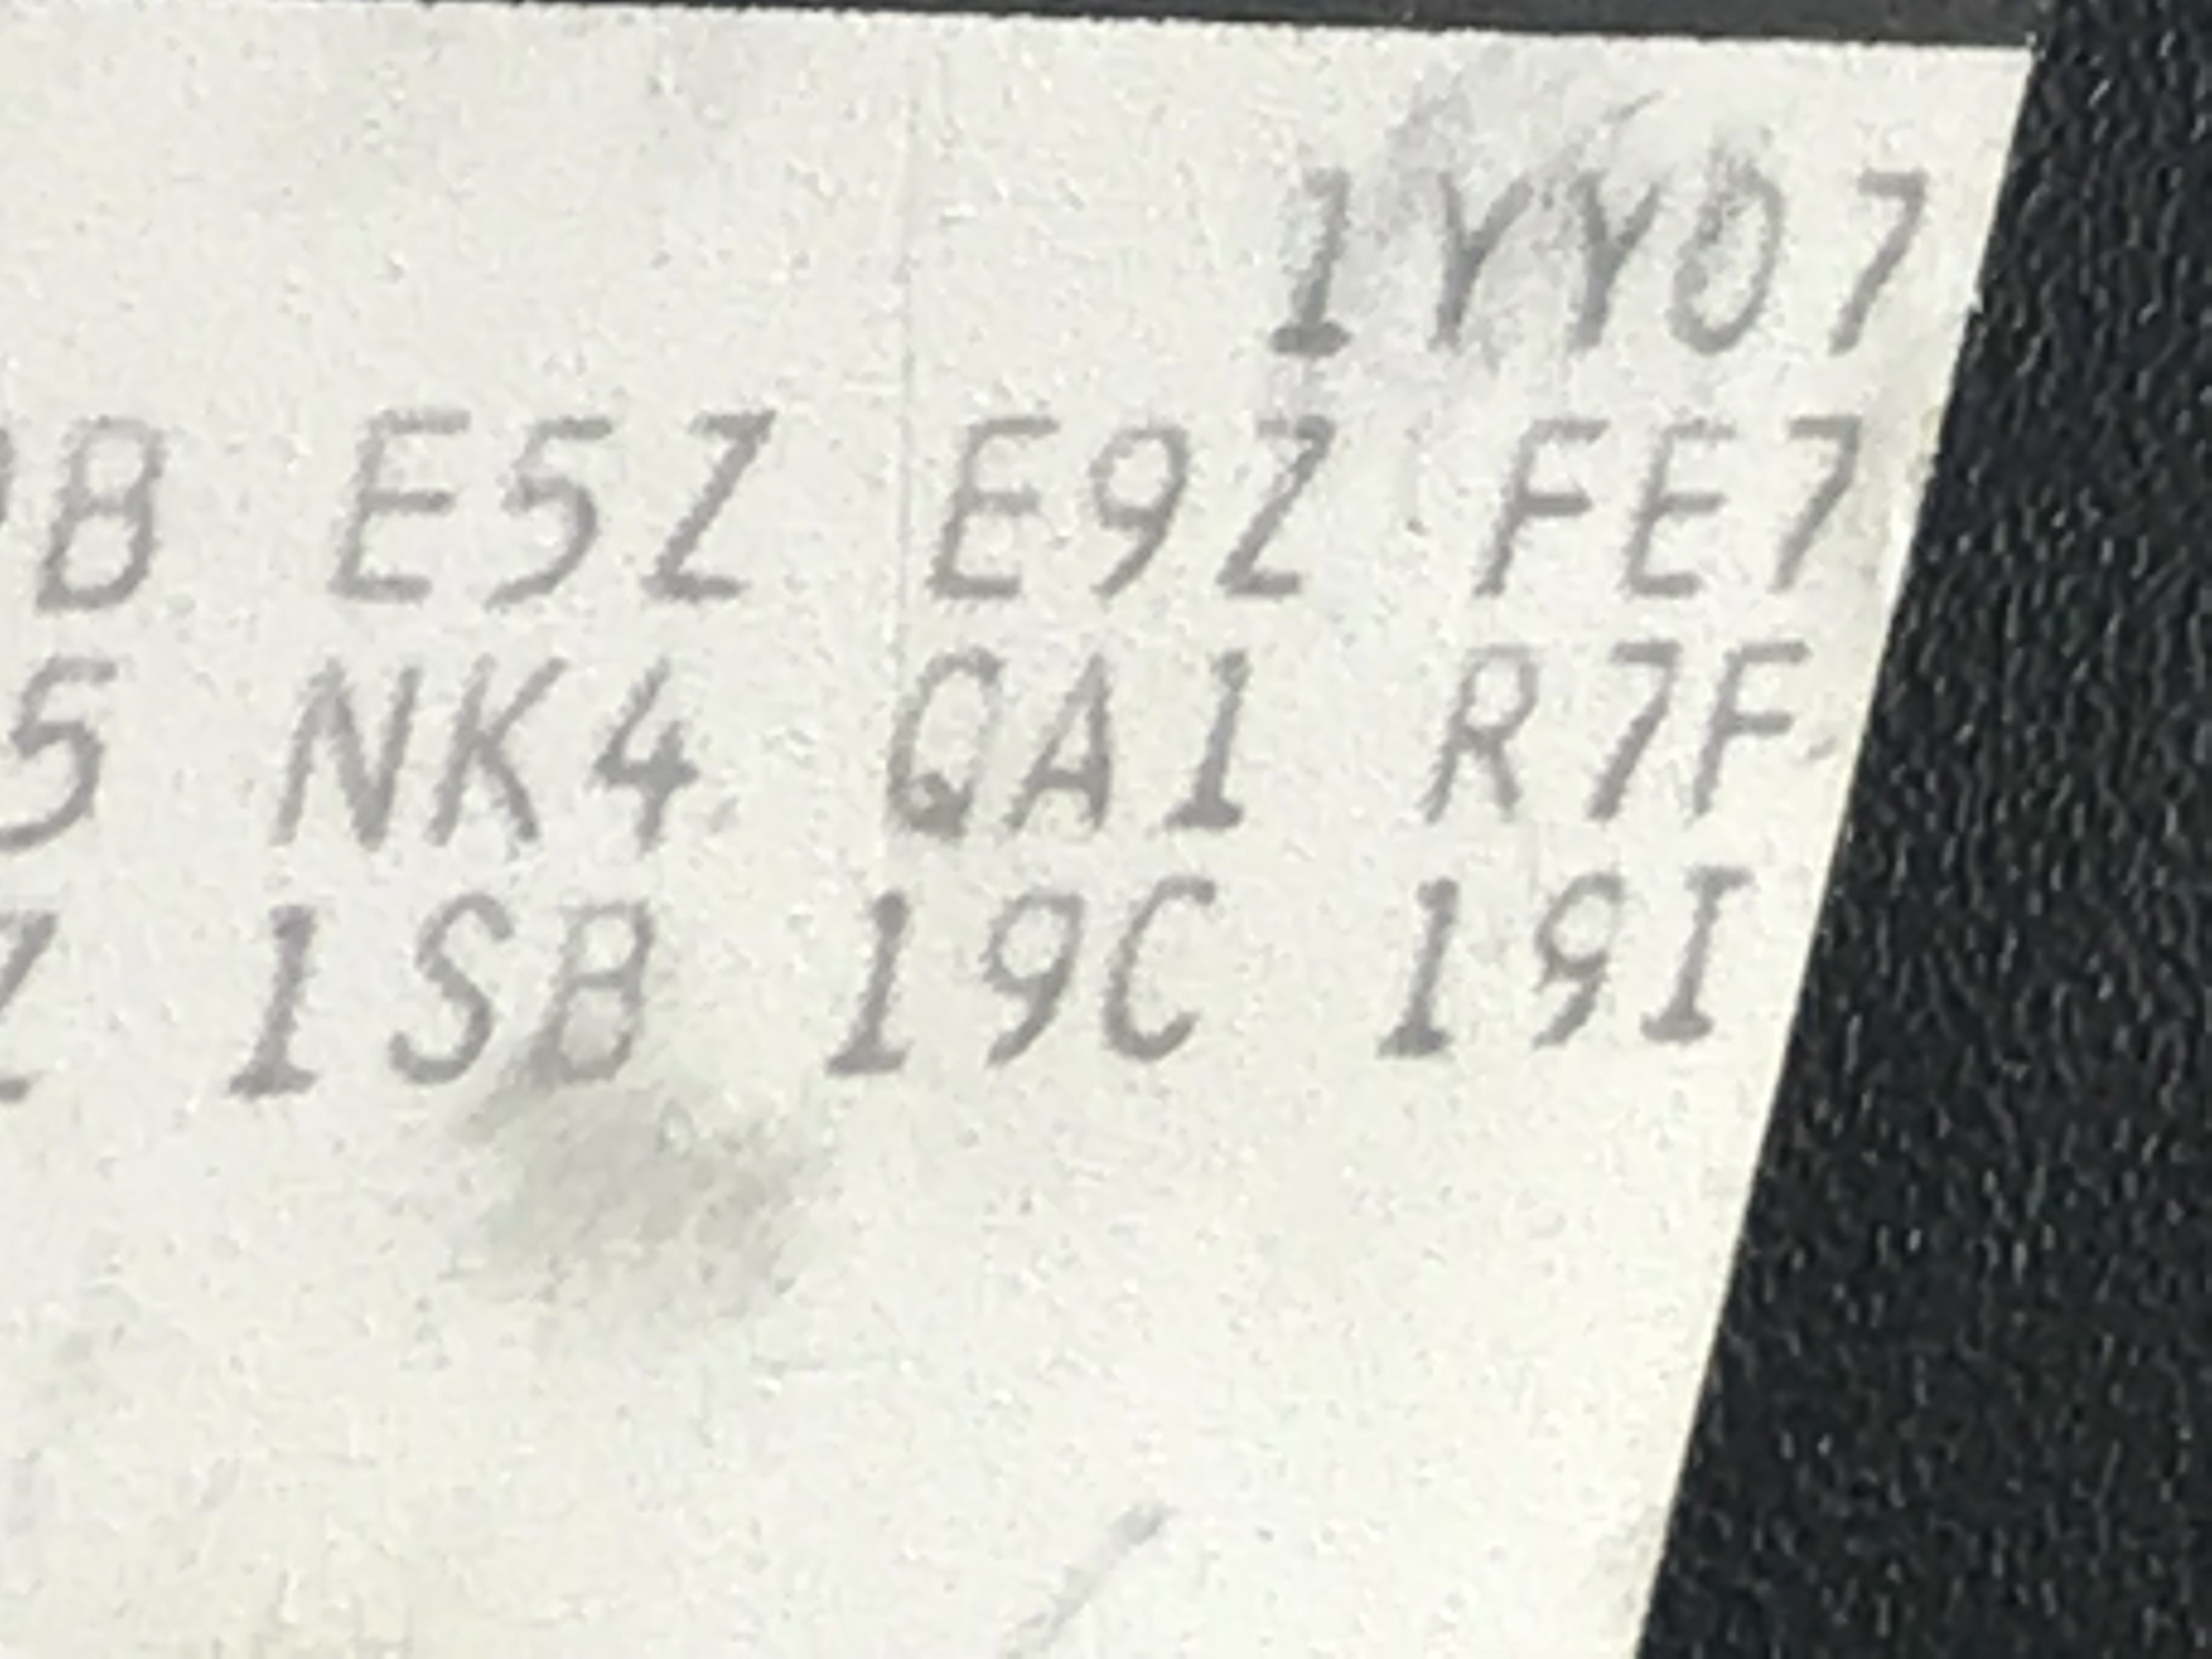 1YY07
B E5Z E9Z FE7
5 NK4 QA1 R7F
Z 1SB 19C 19I